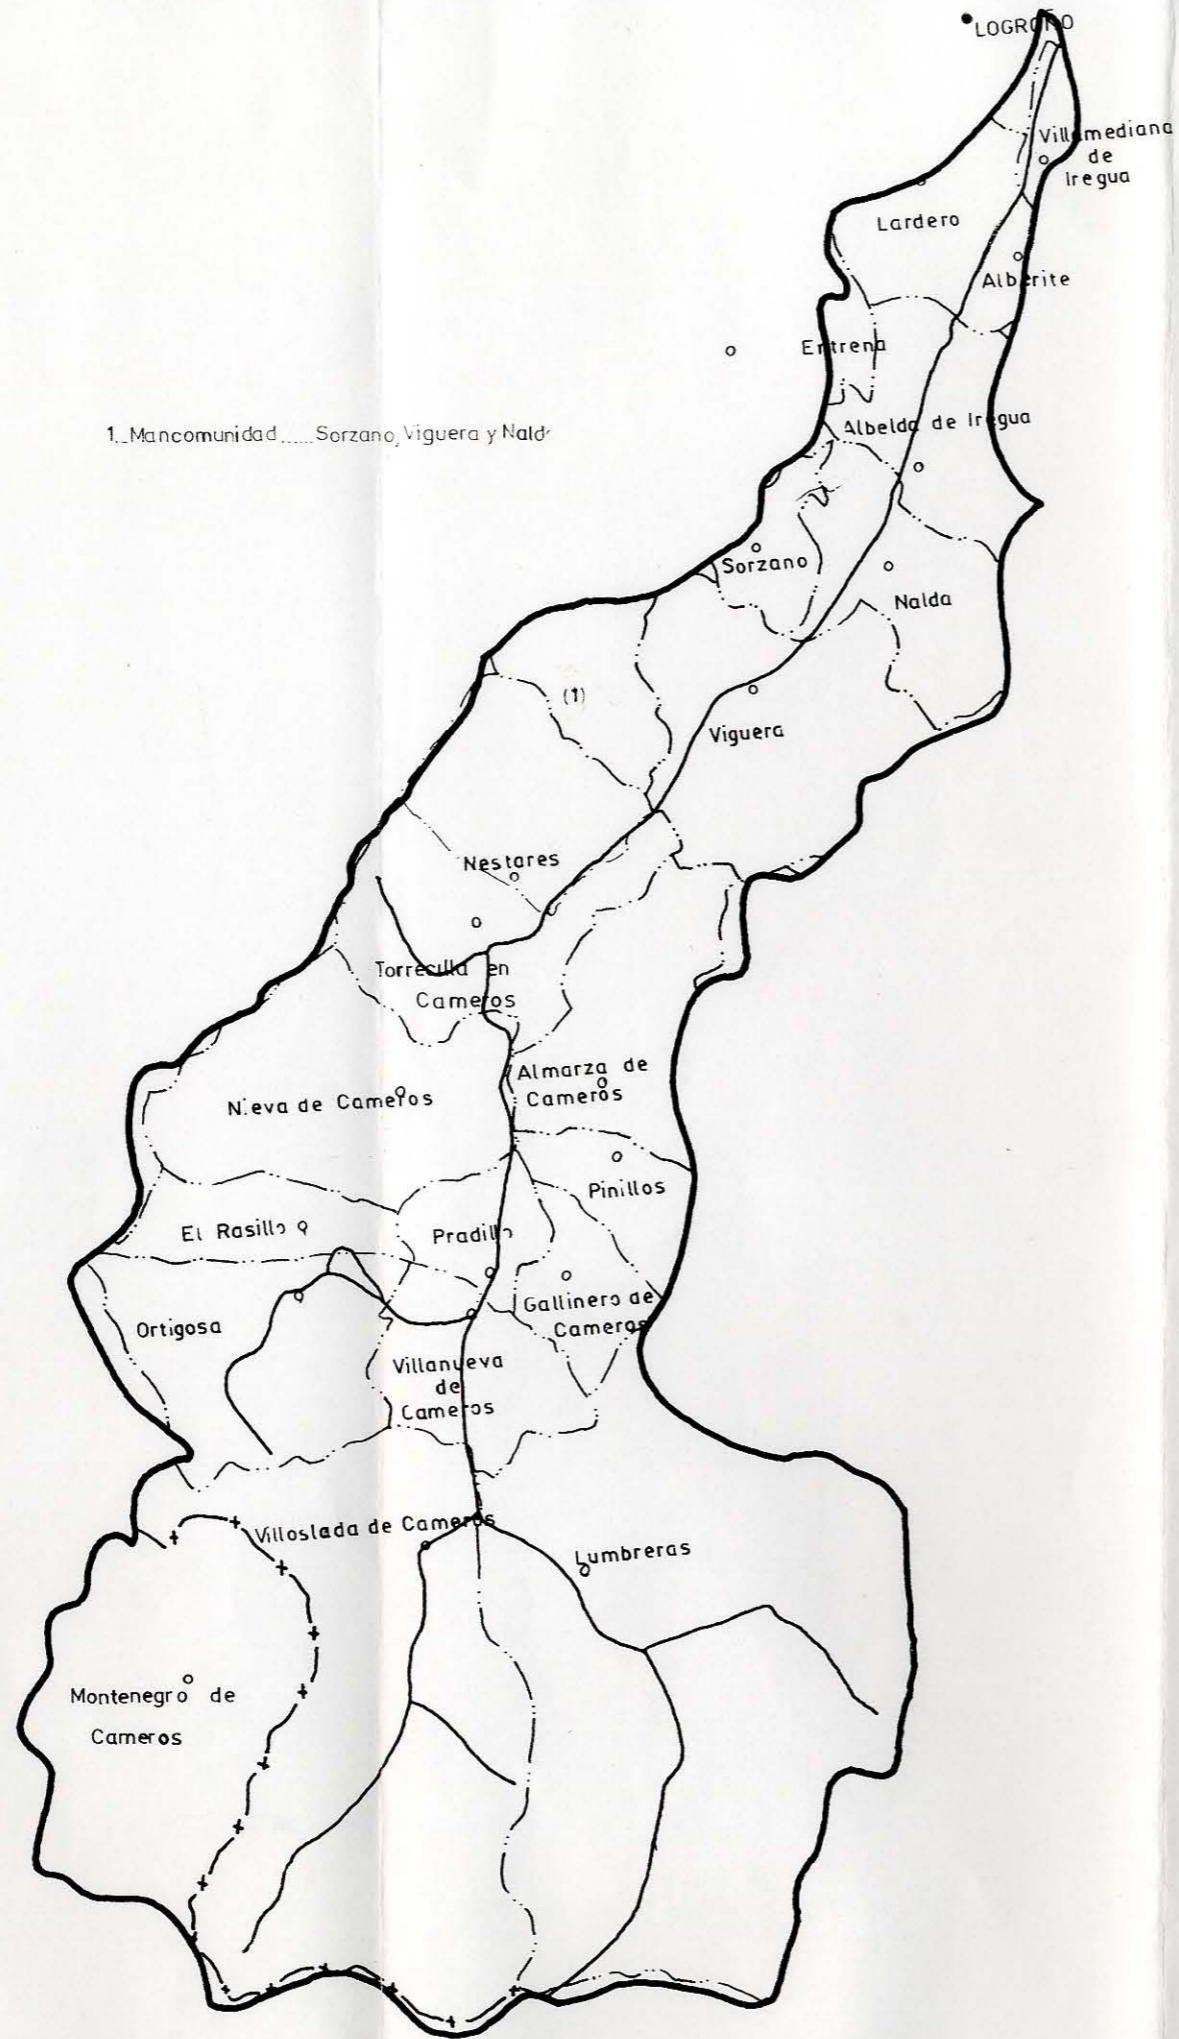 LOGROÑO
Villamediana
de
Iregua
Lardero
Alberite
Entrena
Albelda de Iregua
1._Mancomunidad......Sorzano, Viguera y Nald
Sorzano
Nalda
(1)
Viguera
Nestares
Torrecilla en
Cameros
Almarza de
Cameros
Nieva de Cameros
Pinillos
El Rasillo
Pradillo
Gallinero de
Cameros
Ortigosa
Villanueva
de
Cameros
Villoslada de Cameros
Lumbreras
Montenegro de
Cameros